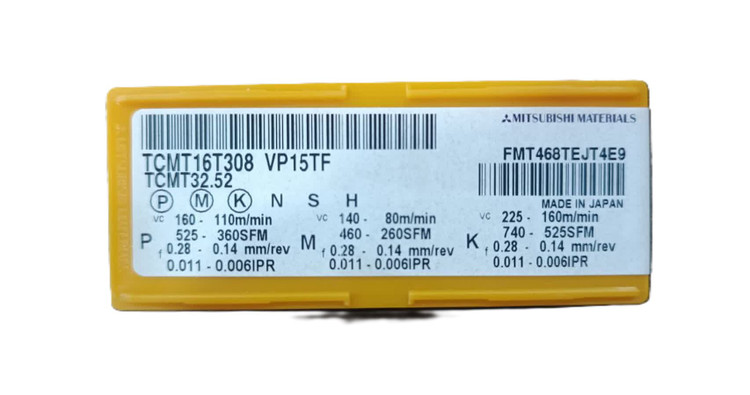 MITSUBISHI MATERIALS
TCMT16T308 VP15TF
TCMT32.52
FMT468TEJT4E9
MADE IN JAPAN
P M K N S H
P
vc 160 - 110m/min
525 - 360SFM
f 0.28 - 0.14 mm/rev
0.011 - 0.006IPR
M
vc 140 - 80m/min
460 - 260SFM
f 0.28 - 0.14 mm/rev
0.011 - 0.006IPR
K
vc 225 - 160m/min
740 - 525SFM
f 0.28 - 0.14 mm/rev
0.011 - 0.006IPR